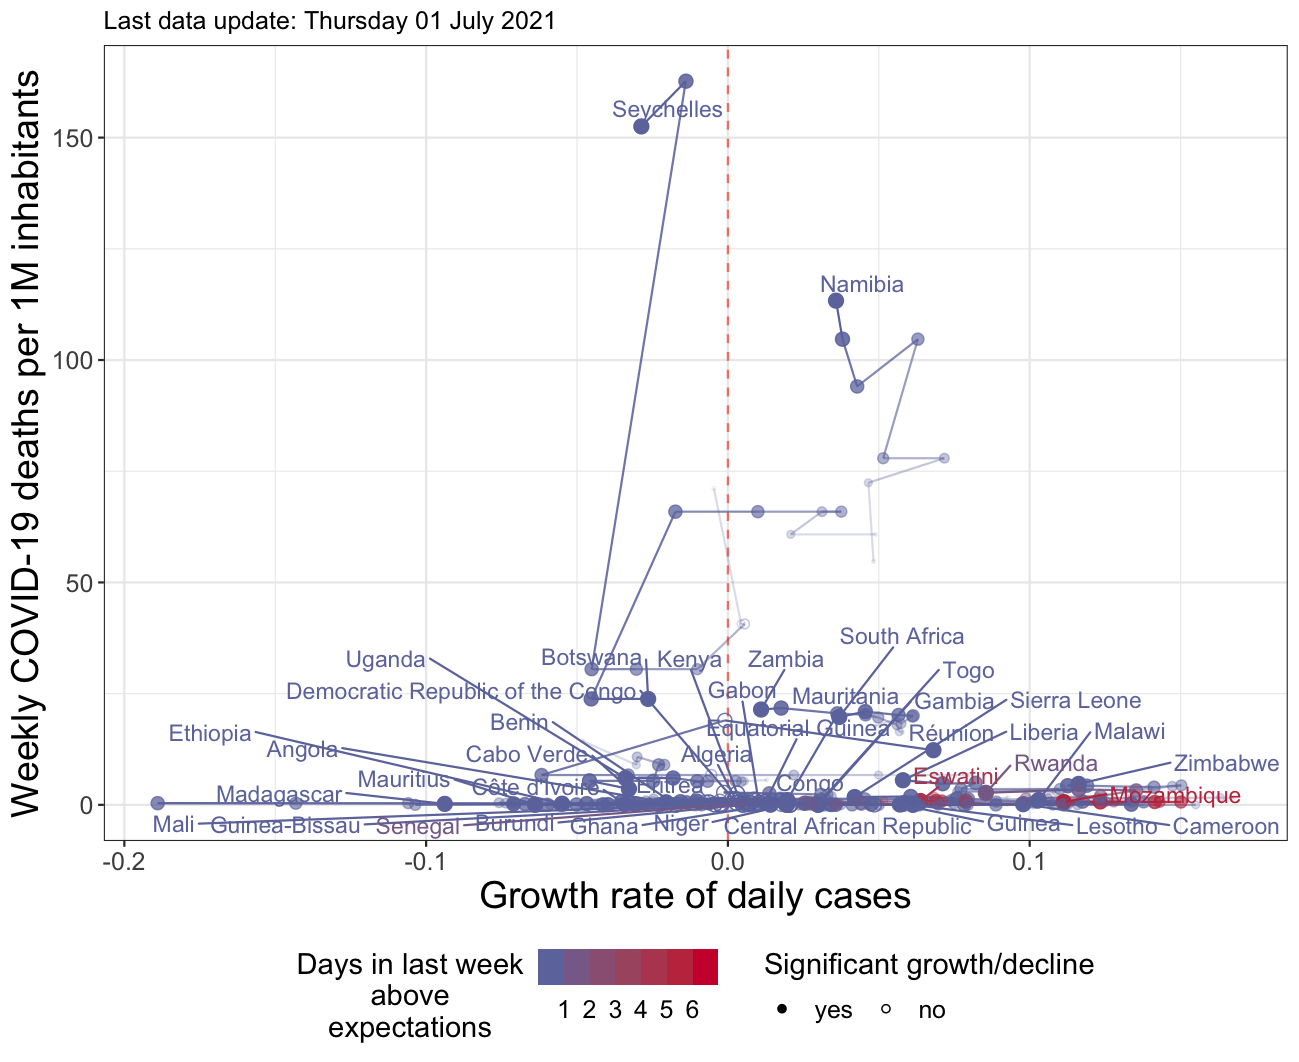 Last data update: Thursday 01 July 2021
Weekly COVID-19 deaths per 1M inhabitants
150
100
50
0
Seychelles
Namibia
South Africa
Uganda
Botswana
Kenya
Zambia
Togo
Democratic Republic of the Congo
Gabon
Mauritania
Gambia
Sierra Leone
Ethiopia
Benin
Equatorial Guinea
Réunion
Liberia
Malawi
Angola
Cabo Verde
Algeria
Rwanda
Zimbabwe
Mauritius
Côte d'Ivoire
Eritrea
Congo
Eswatini
Madagascar
Mozambique
Mali
Guinea-Bissau
Senegal
Burundi
Ghana
Niger
Central African Republic
Guinea
Lesotho
Cameroon
-0.2
-0.1
0.0
0.1
Growth rate of daily cases
Days in last week
above
expectations
1 2 3 4 5 6
Significant growth/decline
yes
no